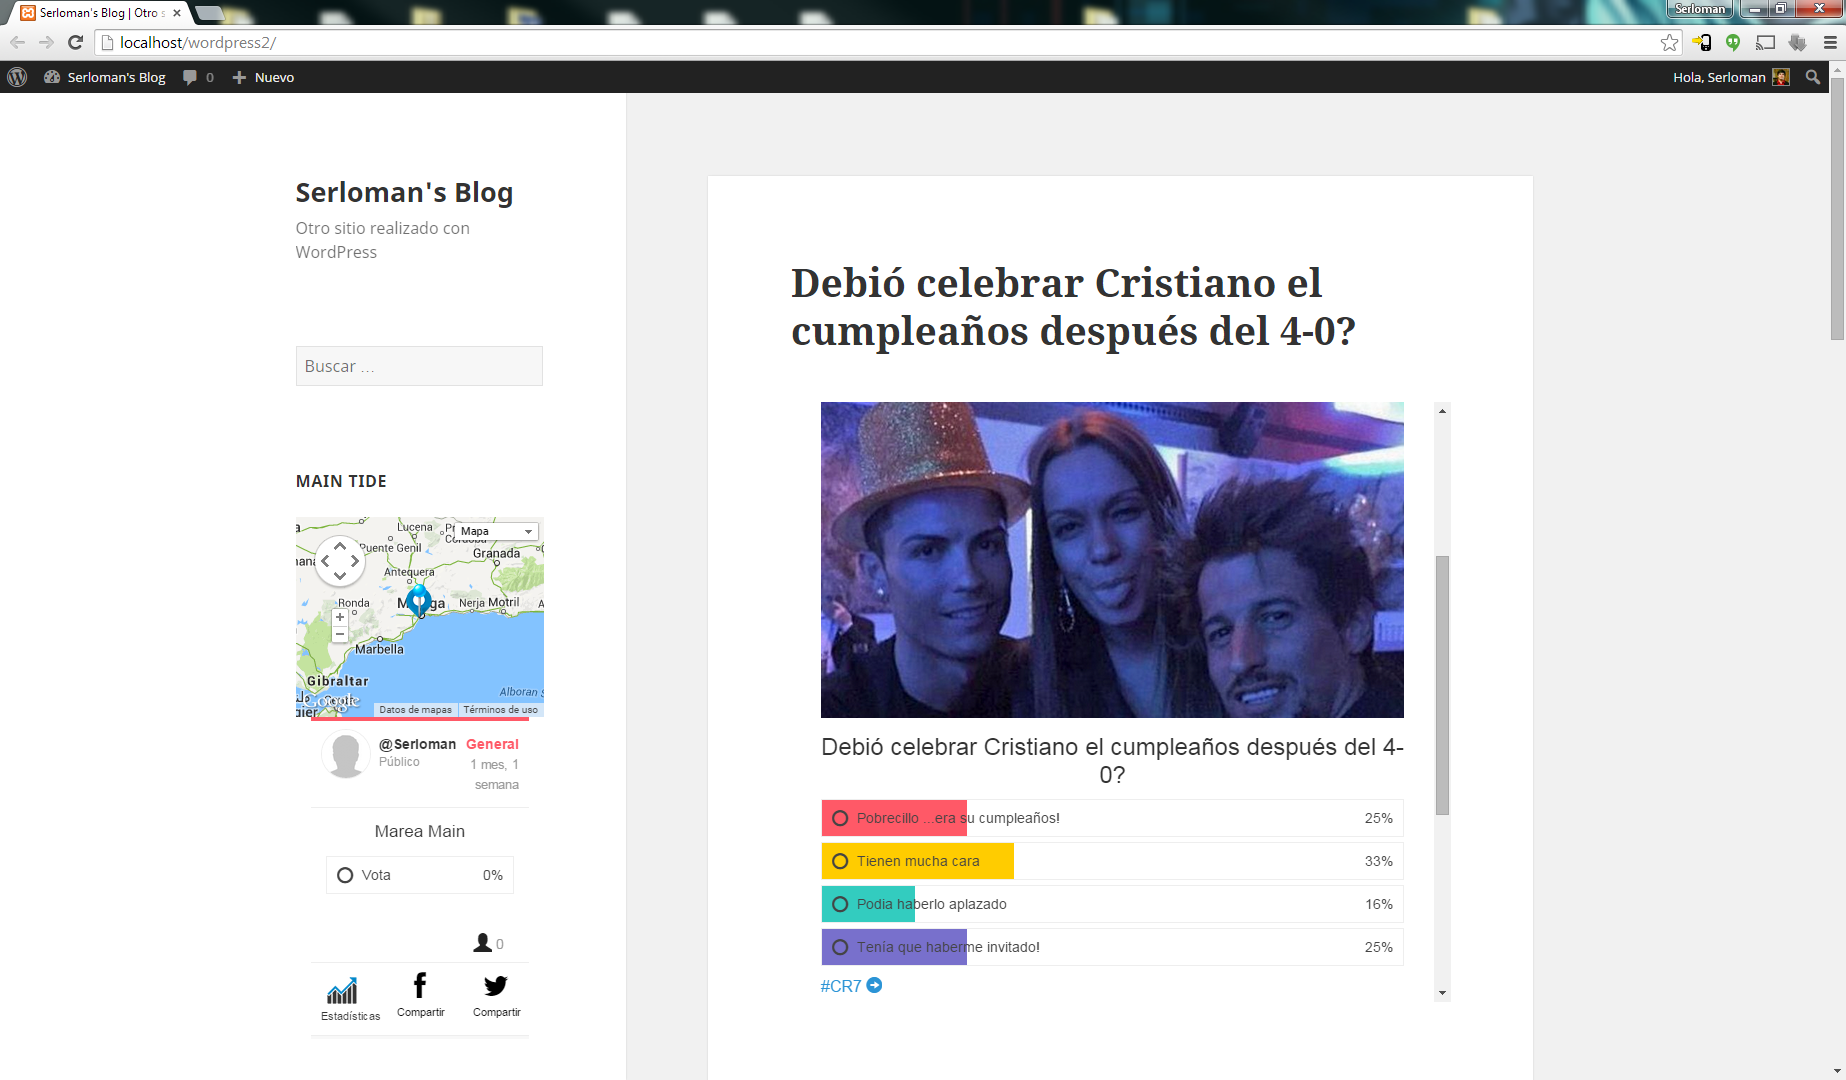 Serloman's Blog | Otro s
Serloman
localhost/wordpress2/
Serloman's Blog
0
Nuevo
Hola, Serloman
Serloman's Blog
Otro sitio realizado con
WordPress
Buscar ...
MAIN TIDE
Lucena
Mapa
Puente Genil
Granada
Antequera
Ronda
Nerja Motril
Marbella
Gibraltar
Google
Alboran S
Datos de mapas
Términos de uso
@Serloman
General
Público
1 mes, 1
semana
Marea Main
Vota
0%
0
Estadísticas
Compartir
Compartir
Debió celebrar Cristiano el
cumpleaños después del 4-0?
Debió celebrar Cristiano el cumpleaños después del 4-
0?
Pobrecillo ...era su cumpleaños!
25%
Tienen mucha cara
33%
Podia haberlo aplazado
16%
Tenía que haberme invitado!
25%
#CR7